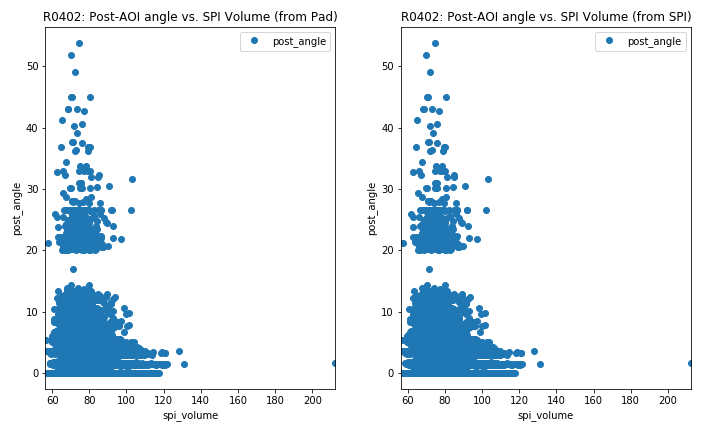 R0402: Post-AOI angle vs. SPI Volume (from Pad)
post_angle
post_angle
50
40
30
20
10
0
60 80 100 120 140 160 180 200
spi_volume
R0402: Post-AOI angle vs. SPI Volume (from SPI)
post_angle
post_angle
50
40
30
20
10
0
60 80 100 120 140 160 180 200
spi_volume